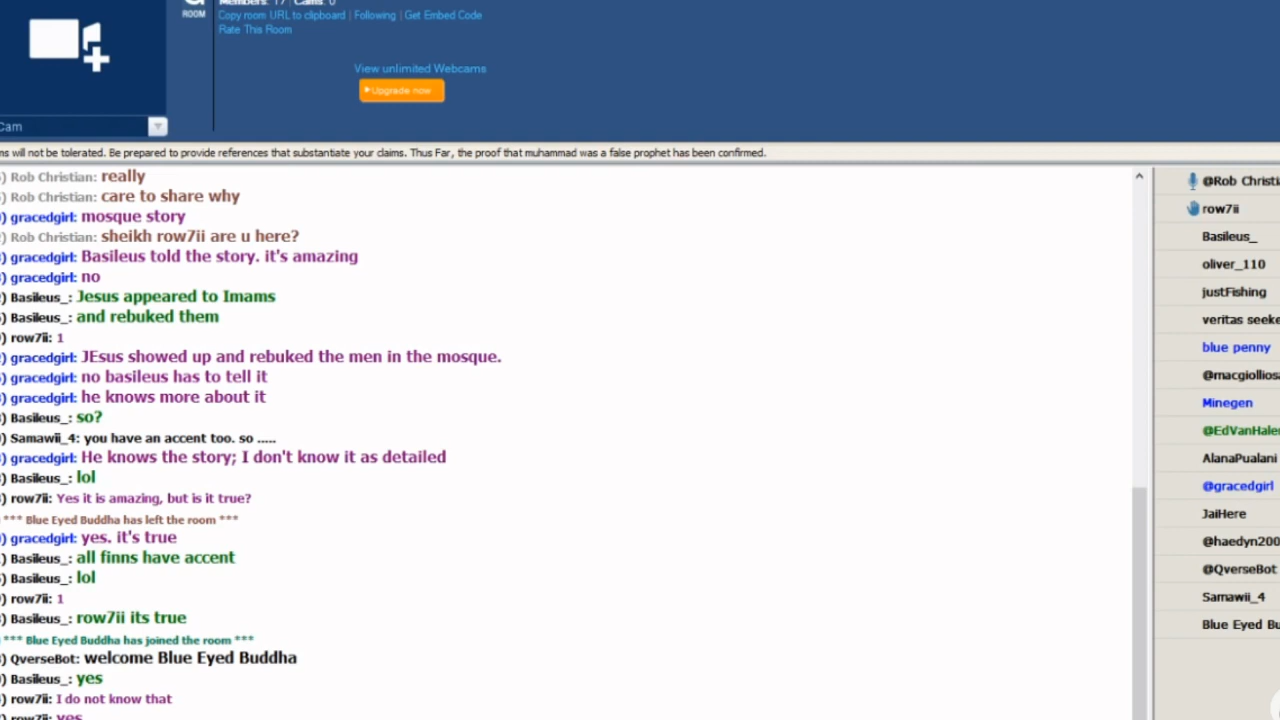 Members: 17 | Cams: 0
ROOM
Copy room URL to clipboard | Following | Get Embed Code
Rate This Room
View unlimited Webcams
Upgrade now
Cam
ms will not be tolerated. Be prepared to provide references that substantiate your claims. Thus Far, the proof that muhammad was a false prophet has been confirmed.
) Rob Christian: really
) Rob Christian: care to share why
) gracedgirl: mosque story
) Rob Christian: sheikh row7ii are u here?
) gracedgirl: Basileus told the story. it's amazing
) gracedgirl: no
) Basileus_: Jesus appeared to Imams
) Basileus_: and rebuked them
) row7ii: 1
) gracedgirl: JEsus showed up and rebuked the men in the mosque.
) gracedgirl: no basileus has to tell it
) gracedgirl: he knows more about it
) Basileus_: so?
) Samawii_4: you have an accent too. so .....
) gracedgirl: He knows the story; I don't know it as detailed
) Basileus_: lol
) row7ii: Yes it is amazing, but is it true?
*** Blue Eyed Buddha has left the room ***
) gracedgirl: yes. it's true
) Basileus_: all finns have accent
) Basileus_: lol
) row7ii: 1
) Basileus_: row7ii its true
*** Blue Eyed Buddha has joined the room ***
) QverseBot: welcome Blue Eyed Buddha
) Basileus_: yes
) row7ii: I do not know that
) row7ii: yes
@Rob Christia
row7ii
Basileus_
oliver_110
justFishing
veritas seeke
blue penny
@macgiolliosa
Minegen
@EdVanHale
AlanaPualani
@gracedgirl
JaiHere
@haedyn200
@QverseBot
Samawii_4
Blue Eyed Bu